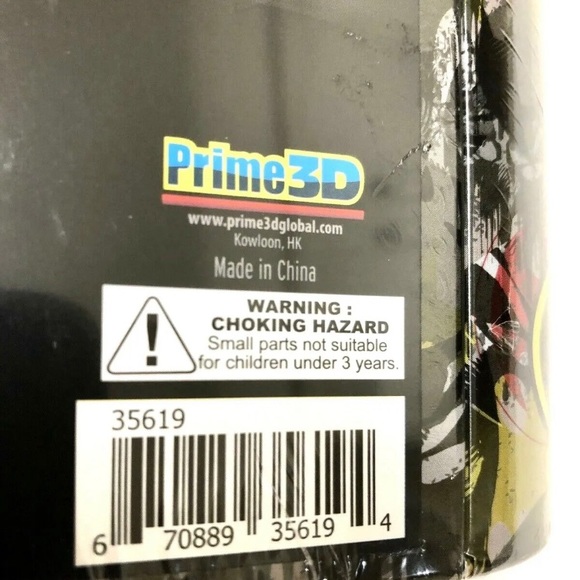 Prime3D
www.prime3dglobal.com
Kowloon, HK
Made in China
WARNING :
CHOKING HAZARD
Small parts not suitable
for children under 3 years.
35619
6 70889 35619 4